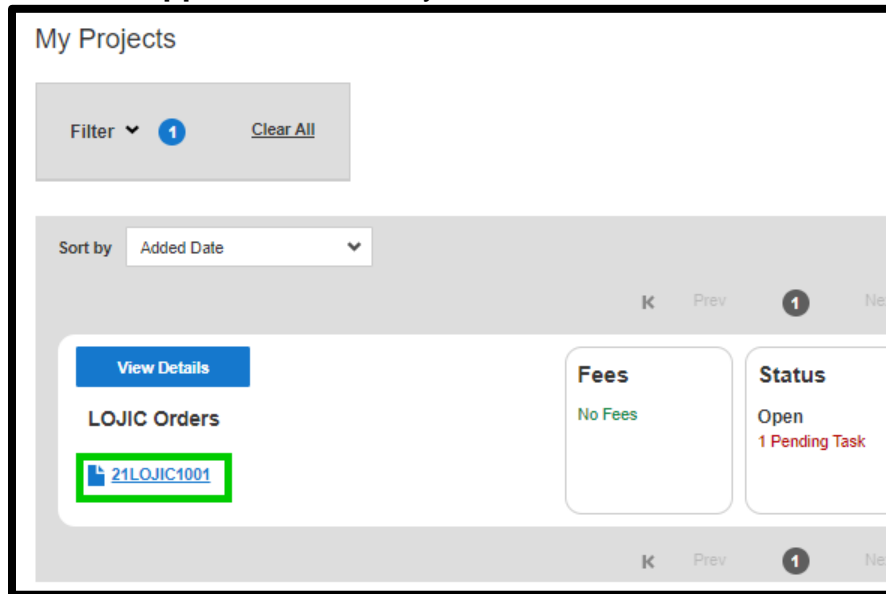 My Projects
Filter 1 Clear All
Sort by Added Date
Prev 1
View Details
LOJIC Orders
21LOJIC1001
Fees
No Fees
Status
Open
1 Pending Task
Prev 1